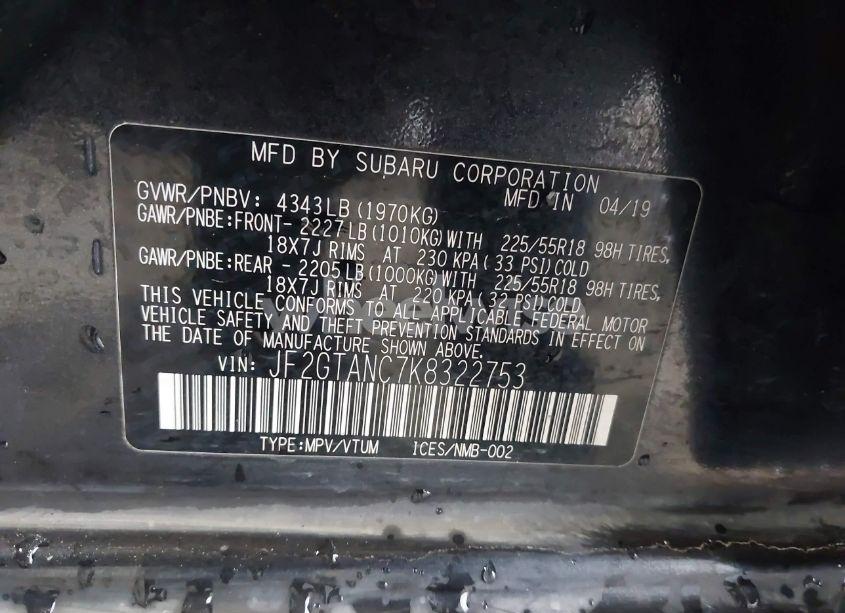 MFD BY SUBARU CORPORATION
MFD IN 04/19
GVWR/PNBV: 4343LB(1970KG)
GAWR/PNBE:FRONT- 2227LB(1010KG)WITH 225/55R18 98H TIRES,
18X7J RIMS AT 230 KPA( 33 PSI)COLD
GAWR/PNBE:REAR - 2205LB(1000KG)WITH 225/55R18 98H TIRES,
18X7J RIMS AT 220 KPA( 32 PSI)COLD
THIS VEHICLE CONFORMS TO ALL APPLICABLE FEDERAL MOTOR
VEHICLE SAFETY AND THEFT PREVENTION STANDARDS IN EFFECT ON
THE DATE OF MANUFACTURE SHOWN ABOVE.
VIN: JF2GTANC7K8322753
TYPE:MPV/VTUM ICES/NMB-002